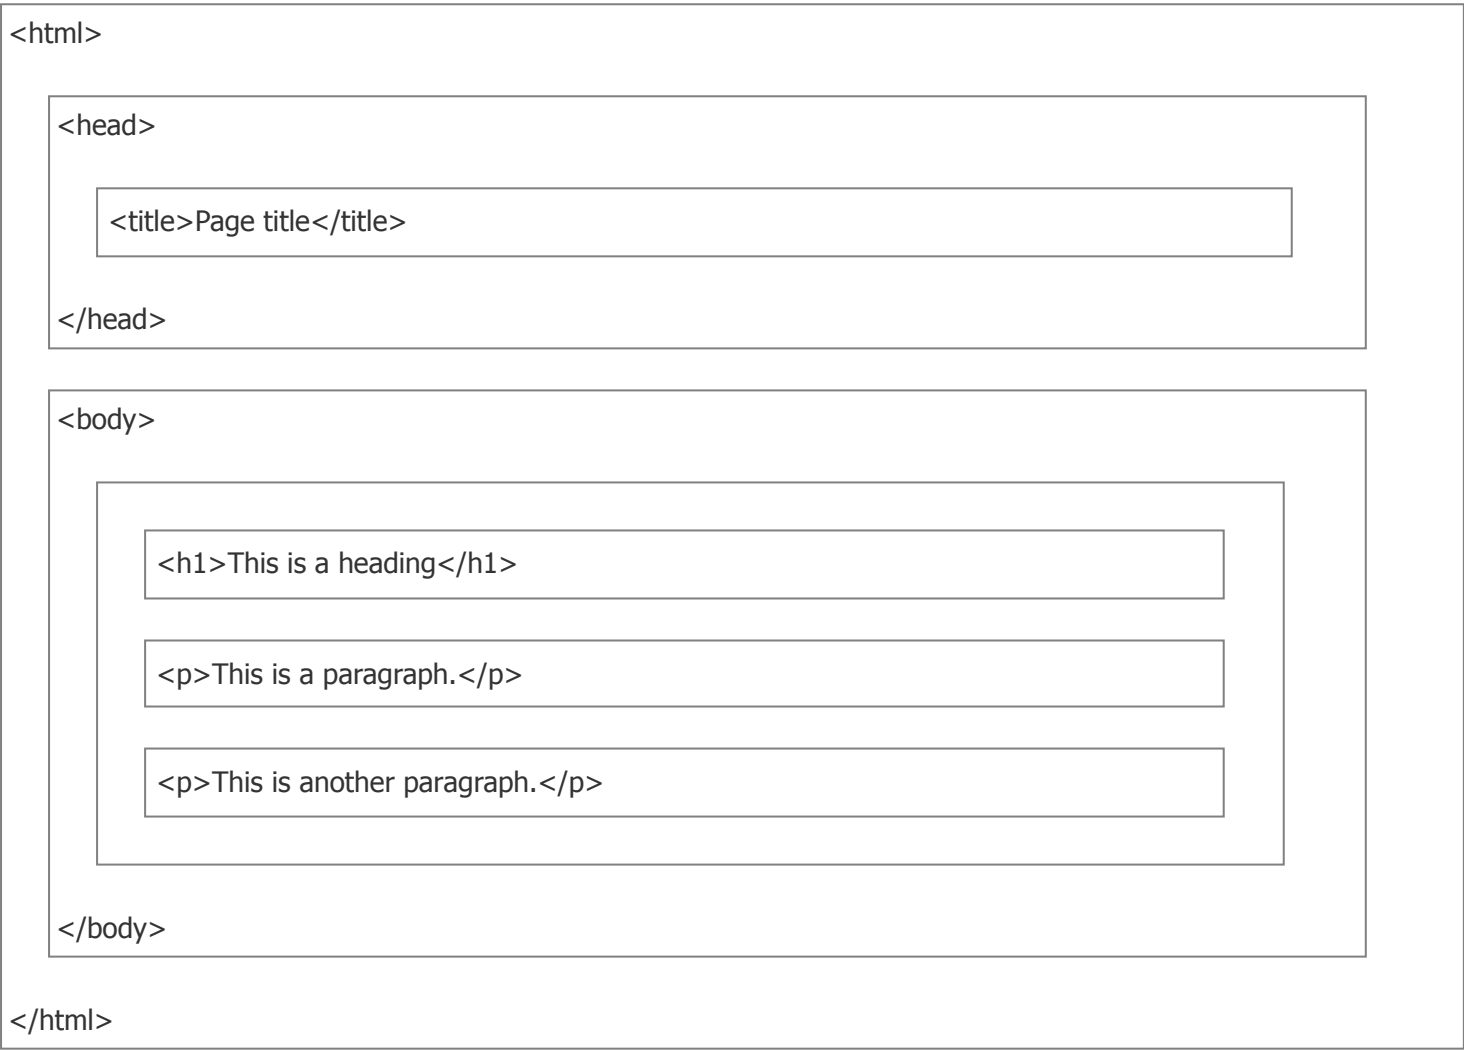 <html>
<head>
<title>Page title</title>
</head>
<body>
<h1>This is a heading</h1>
<p>This is a paragraph.</p>
<p>This is another paragraph.</p>
</body>
</html>